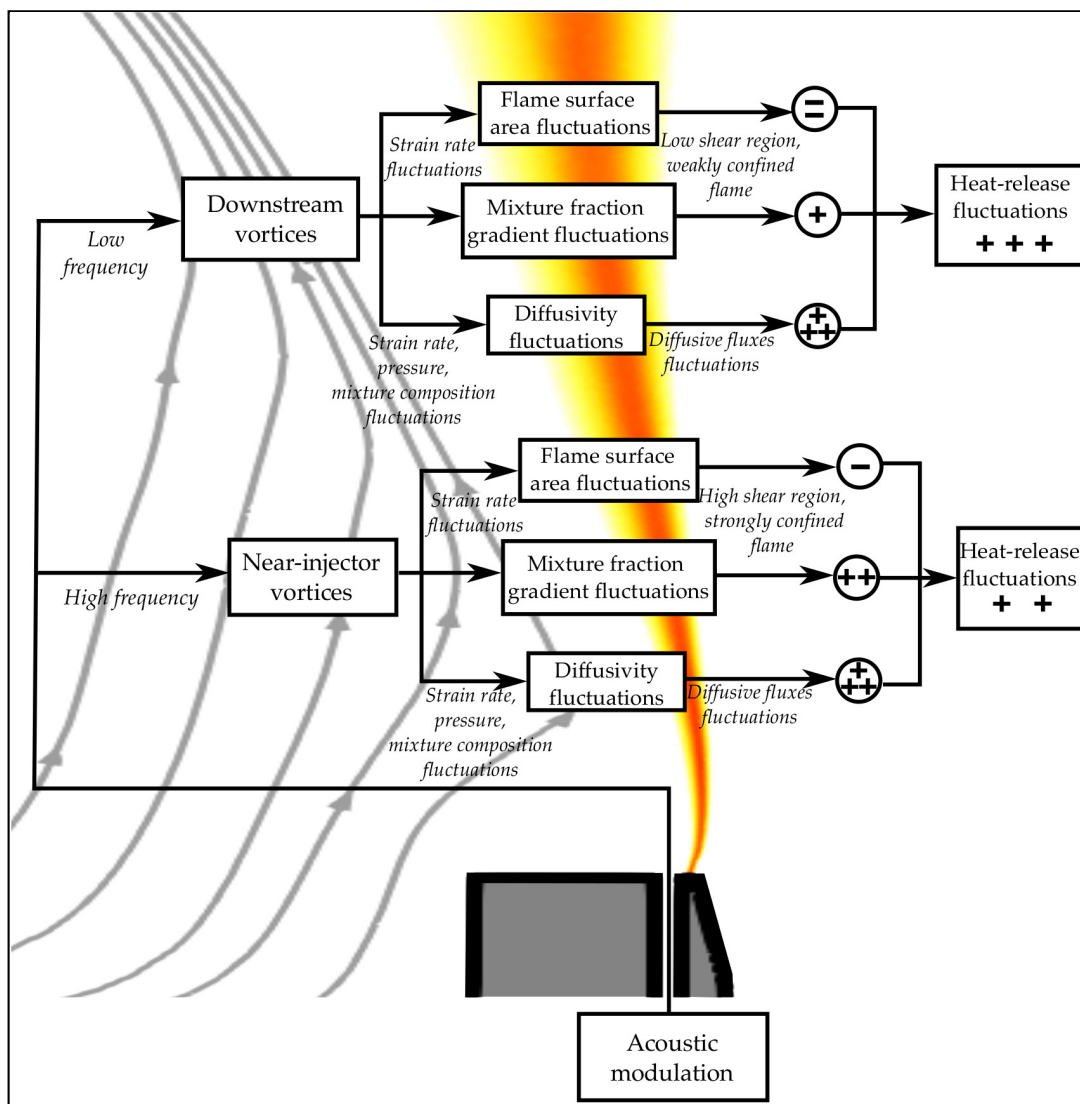 Flame surface
area fluctuations
Strain rate
fluctuations
Low shear region,
weakly confined
flame
=
Heat-release
fluctuations
+ + +
Downstream
vortices
Mixture fraction
gradient fluctuations
+
Low
frequency
Diffusivity
fluctuations
Strain rate,
pressure,
mixture composition
fluctuations
Diffusive fluxes
fluctuations
+
++
Flame surface
area fluctuations
Strain rate
fluctuations
High shear region,
strongly confined
flame
-
Heat-release
fluctuations
+ +
Near-injector
vortices
Mixture fraction
gradient fluctuations
++
High frequency
Diffusivity
fluctuations
Strain rate,
pressure,
mixture composition
fluctuations
Diffusive fluxes
fluctuations
+
++
Acoustic
modulation